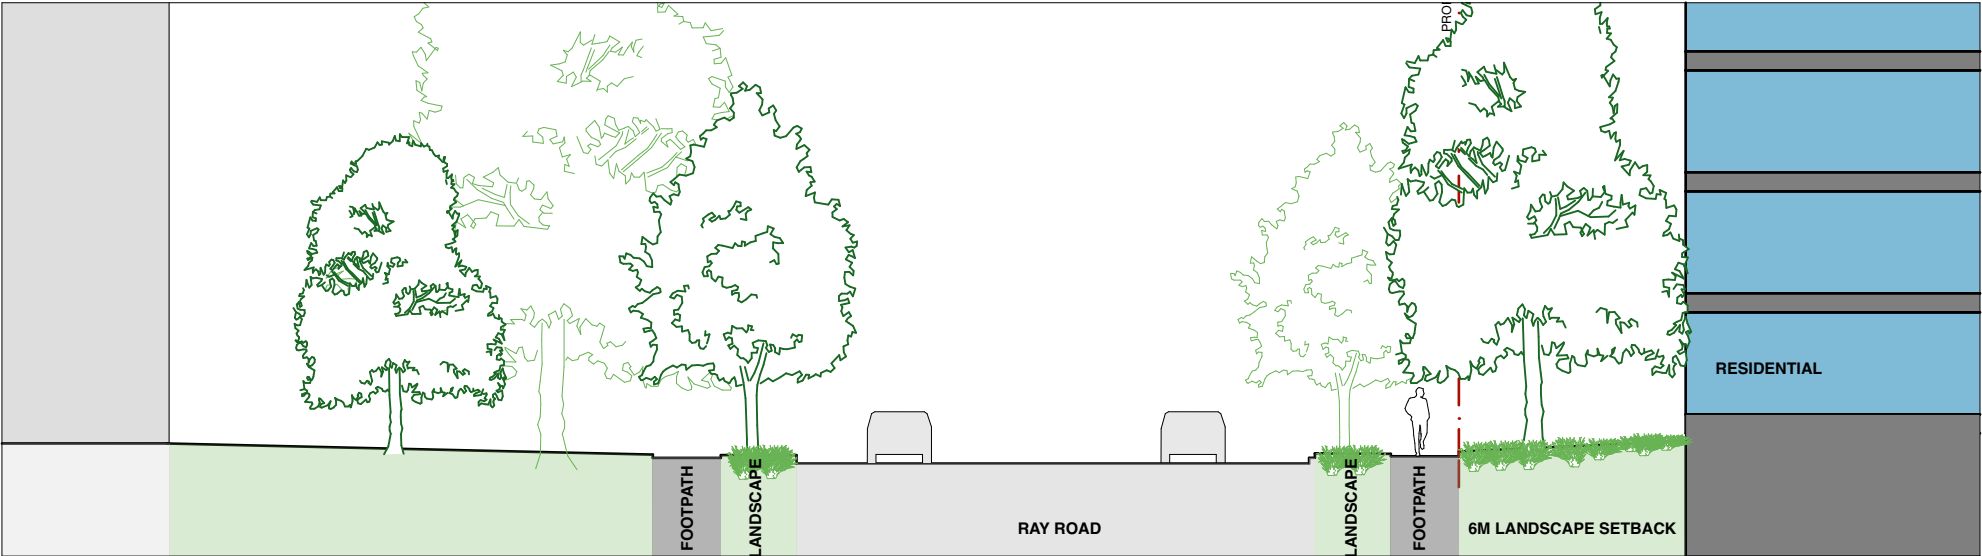 RESIDENTIAL
FOOTPATH
LANDSCAPE
RAY ROAD
LANDSCAPE
FOOTPATH
6M LANDSCAPE SETBACK